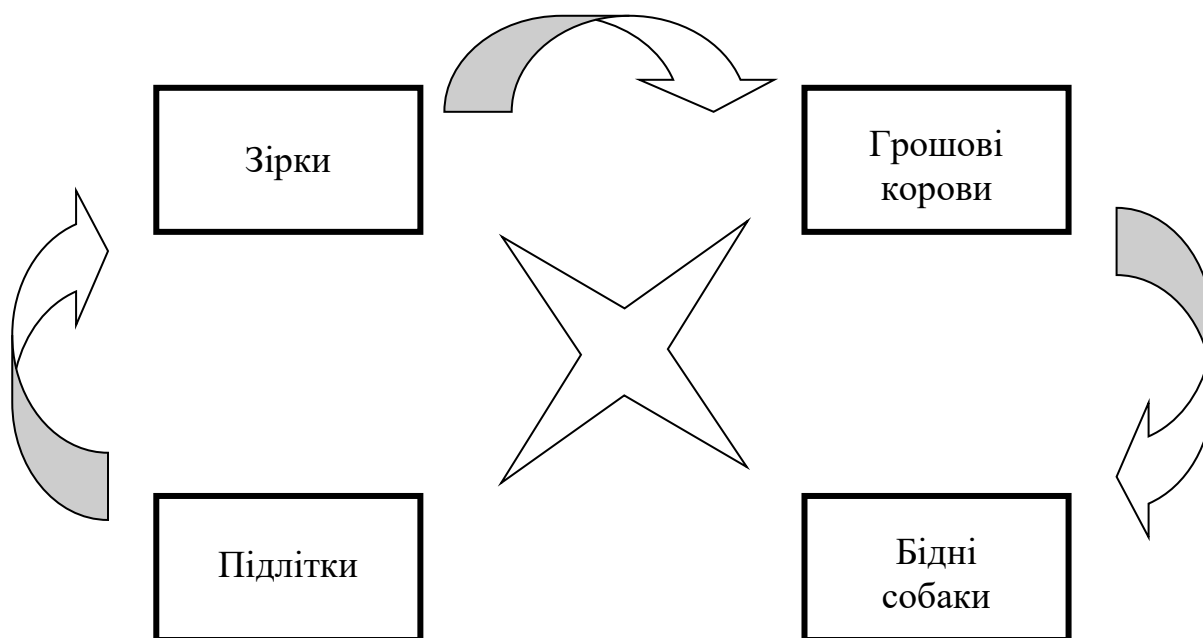 Зірки
Грошові
корови
Підлітки
Бідні
собаки